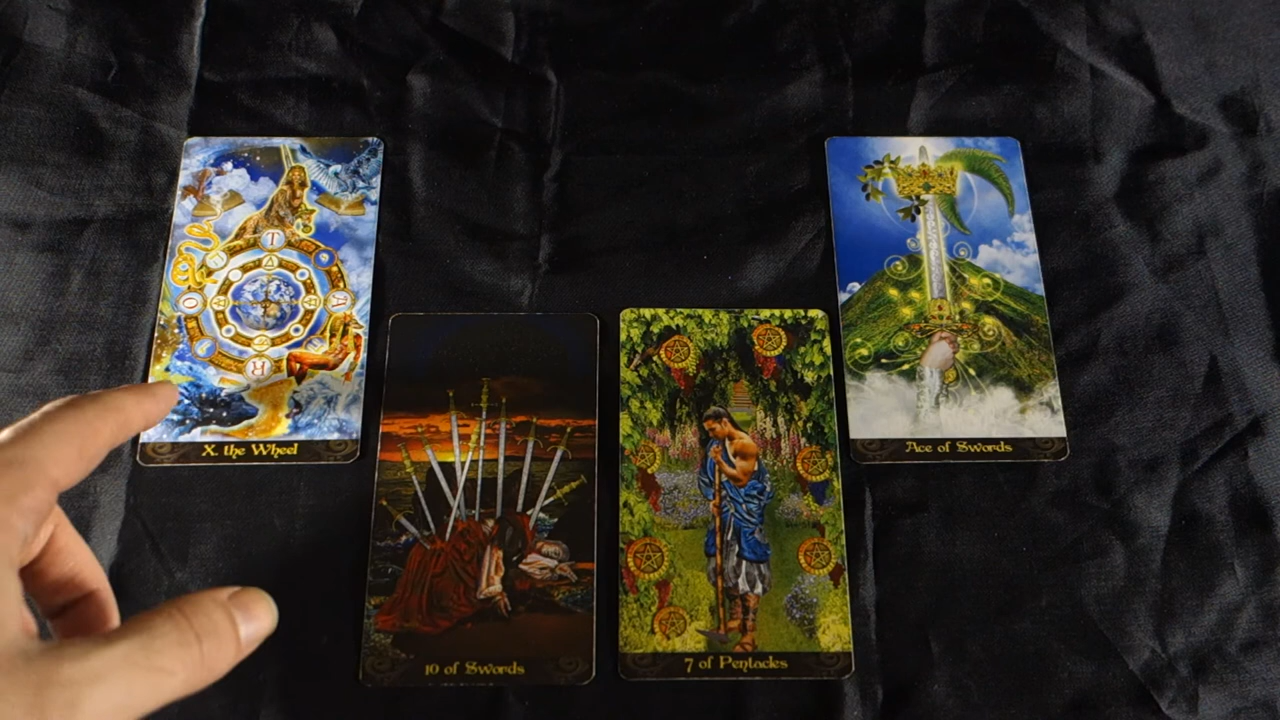 X. the Wheel
10 of Swords
7 of Pentacles
Ace of Swords
T
A
R
O